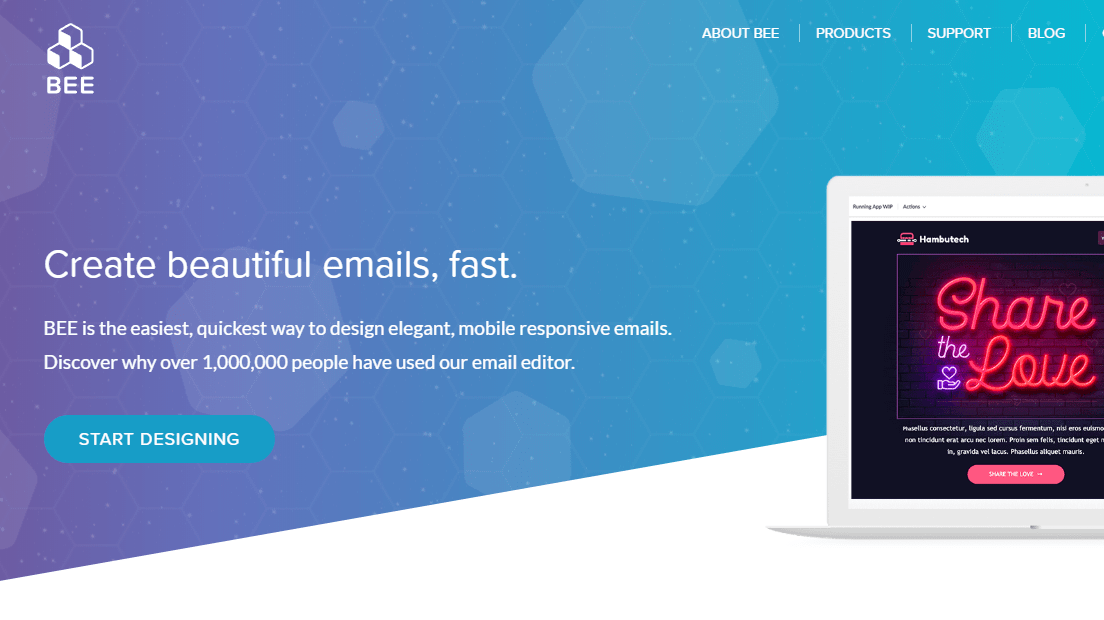 BEE
ABOUT BEE
PRODUCTS
SUPPORT
BLOG
Create beautiful emails, fast.
BEE is the easiest, quickest way to design elegant, mobile responsive emails.
Discover why over 1,000,000 people have used our email editor.
START DESIGNING
Running App WIP
Actions
Hambutech
Share
the
Love
Phasellus consectetur, ligula sed cursus fermentum, nisl eros
non tincidunt erat arcu nec lorem. Proin sem felis, tincidunt eget
in, gravida vel lacus. Phasellus aliquet mauris.
SHARE THE LOVE →